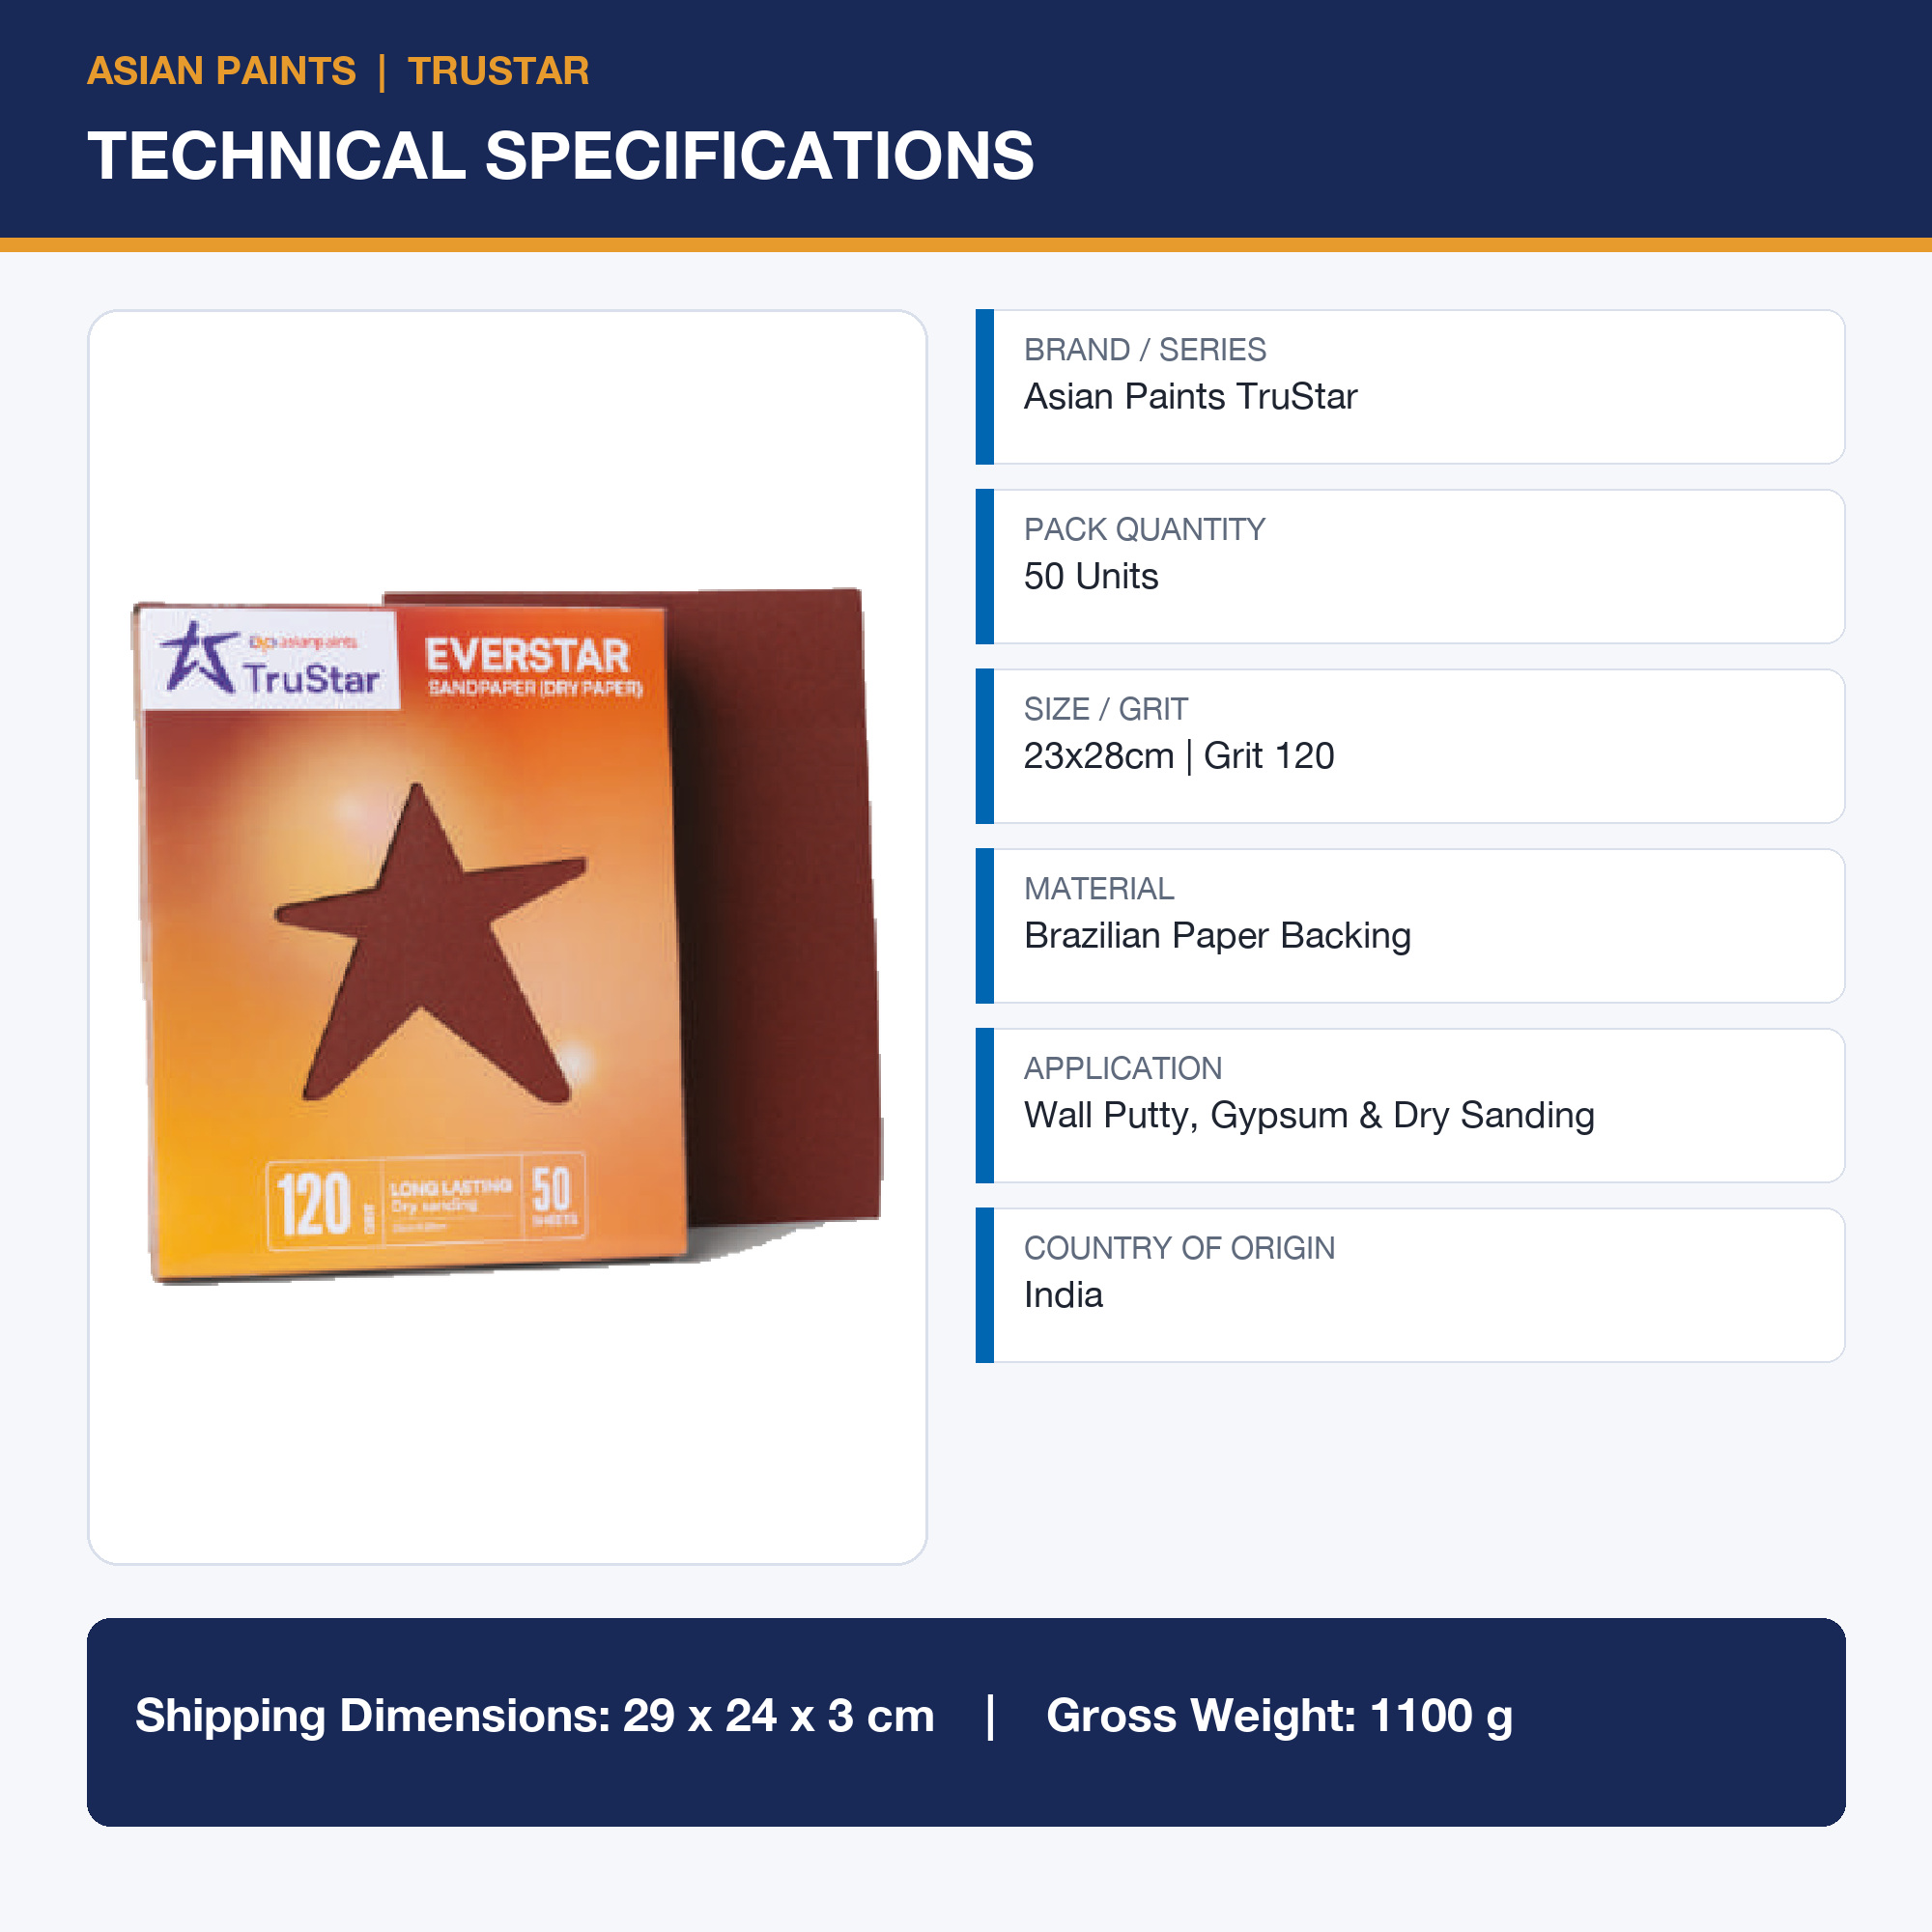 ASIAN PAINTS | TRUSTAR
TECHNICAL SPECIFICATIONS
asianpaints
TruStar
EVERSTAR
SANDPAPER (DRY PAPER)
120 GRIT
LONG LASTING
Dry sanding
50
SHEETS
BRAND / SERIES
Asian Paints TruStar
PACK QUANTITY
50 Units
SIZE / GRIT
23x28cm | Grit 120
MATERIAL
Brazilian Paper Backing
APPLICATION
Wall Putty, Gypsum & Dry Sanding
COUNTRY OF ORIGIN
India
Shipping Dimensions: 29 x 24 x 3 cm | Gross Weight: 1100 g